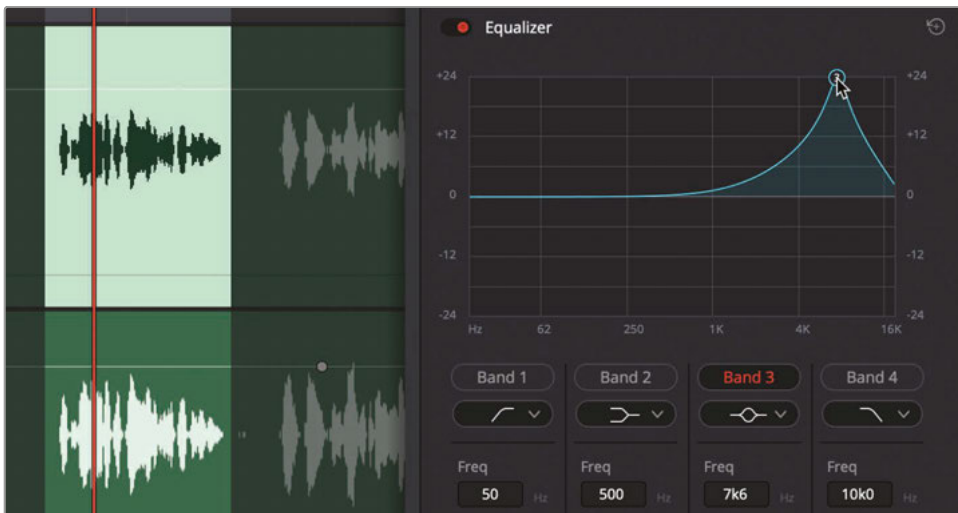 Equalizer
+24 +24
3
+12 +12
0 0
-12 -12
-24 -24
Hz 62 250 1K 4K 16K
Band 1 Band 2 Band 3 Band 4
Freq Freq Freq Freq
50 Hz 500 Hz 7k6 Hz 10k0 Hz